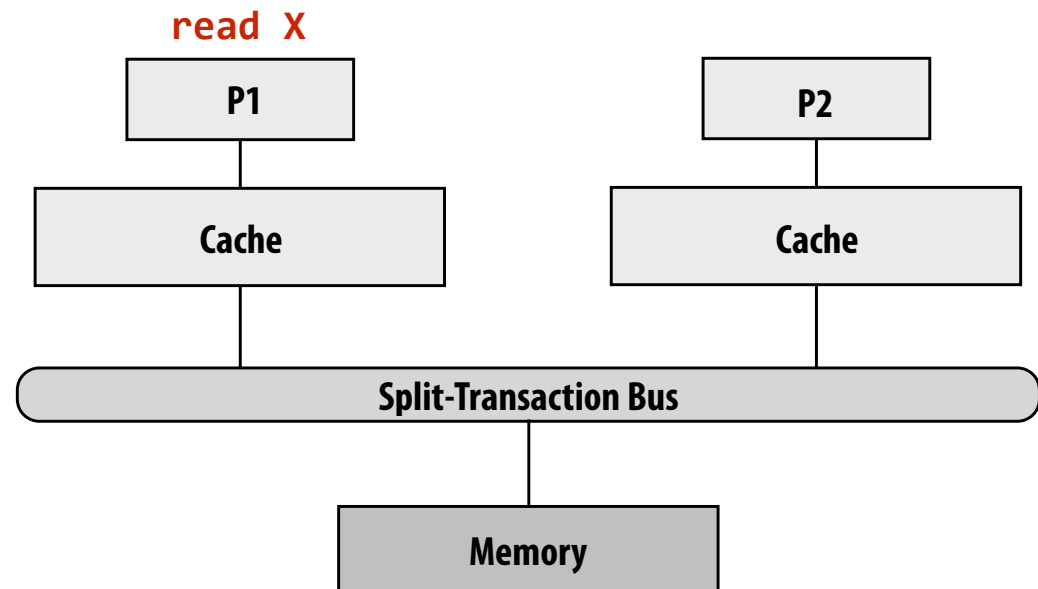 read X
P1
P2
Cache
Cache
Split-Transaction Bus
Memory